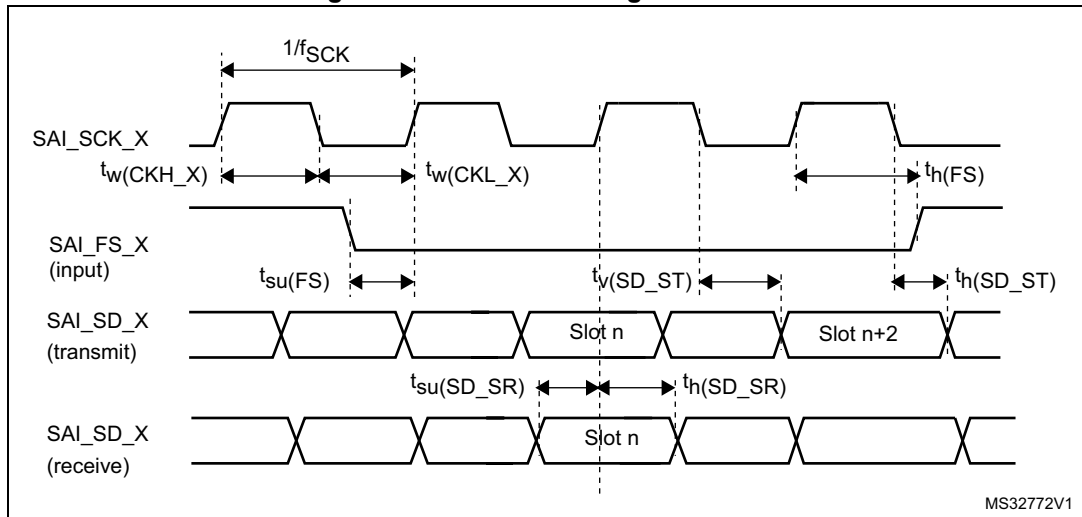 1/fSCK
SAI_SCK_X
tw(CKH_X)
tw(CKL_X)
th(FS)
SAI_FS_X
(input)
tsu(FS)
tv(SD_ST)
th(SD_ST)
SAI_SD_X
(transmit)
Slot n
Slot n+2
tsu(SD_SR)
th(SD_SR)
SAI_SD_X
(receive)
Slot n
MS32772V1